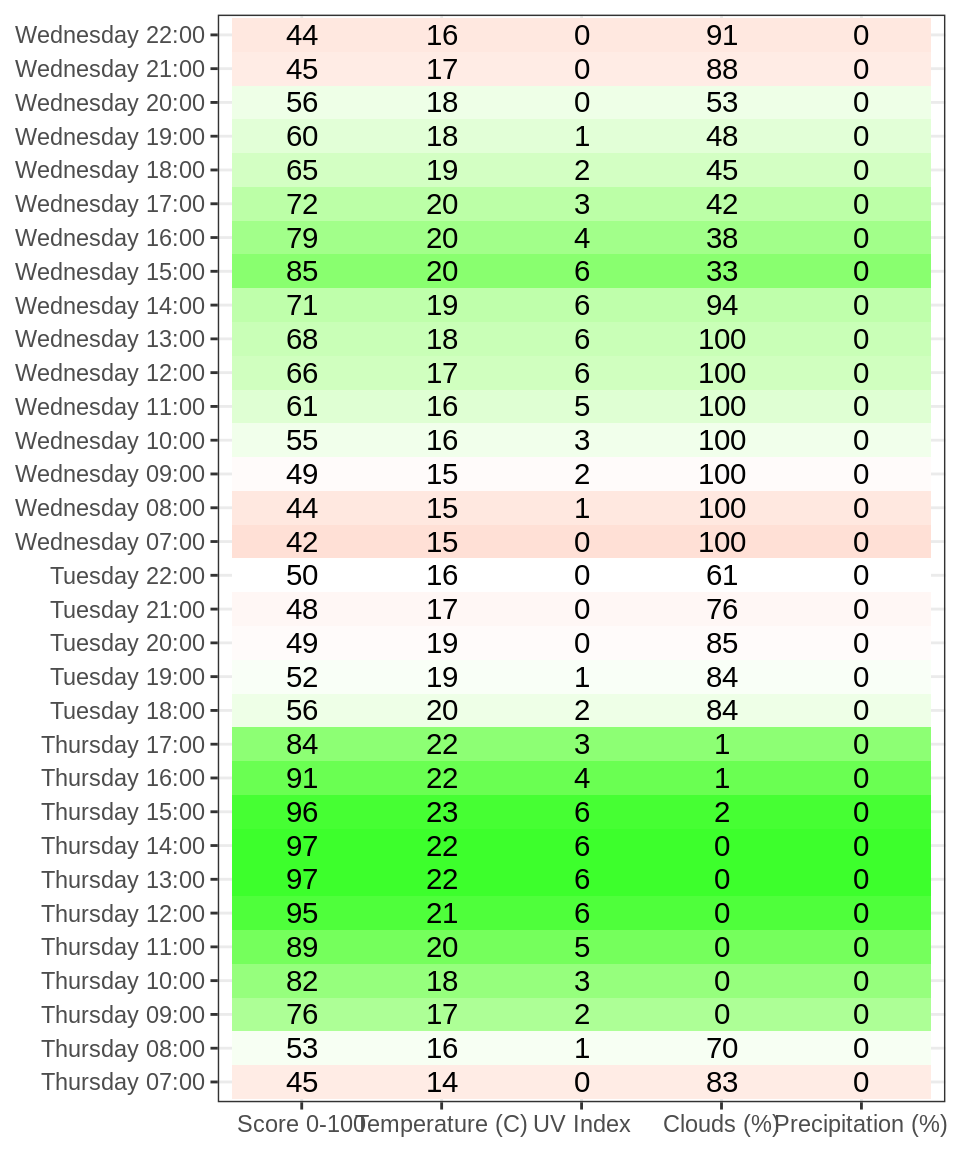 Wednesday 22:00 44 16 0 91 0
Wednesday 21:00 45 17 0 88 0
Wednesday 20:00 56 18 0 53 0
Wednesday 19:00 60 18 1 48 0
Wednesday 18:00 65 19 2 45 0
Wednesday 17:00 72 20 3 42 0
Wednesday 16:00 79 20 4 38 0
Wednesday 15:00 85 20 6 33 0
Wednesday 14:00 71 19 6 94 0
Wednesday 13:00 68 18 6 100 0
Wednesday 12:00 66 17 6 100 0
Wednesday 11:00 61 16 5 100 0
Wednesday 10:00 55 16 3 100 0
Wednesday 09:00 49 15 2 100 0
Wednesday 08:00 44 15 1 100 0
Wednesday 07:00 42 15 0 100 0
Tuesday 22:00 50 16 0 61 0
Tuesday 21:00 48 17 0 76 0
Tuesday 20:00 49 19 0 85 0
Tuesday 19:00 52 19 1 84 0
Tuesday 18:00 56 20 2 84 0
Thursday 17:00 84 22 3 1 0
Thursday 16:00 91 22 4 1 0
Thursday 15:00 96 23 6 2 0
Thursday 14:00 97 22 6 0 0
Thursday 13:00 97 22 6 0 0
Thursday 12:00 95 21 6 0 0
Thursday 11:00 89 20 5 0 0
Thursday 10:00 82 18 3 0 0
Thursday 09:00 76 17 2 0 0
Thursday 08:00 53 16 1 70 0
Thursday 07:00 45 14 0 83 0
Score 0-100 Temperature (C) UV Index Clouds (%) Precipitation (%)